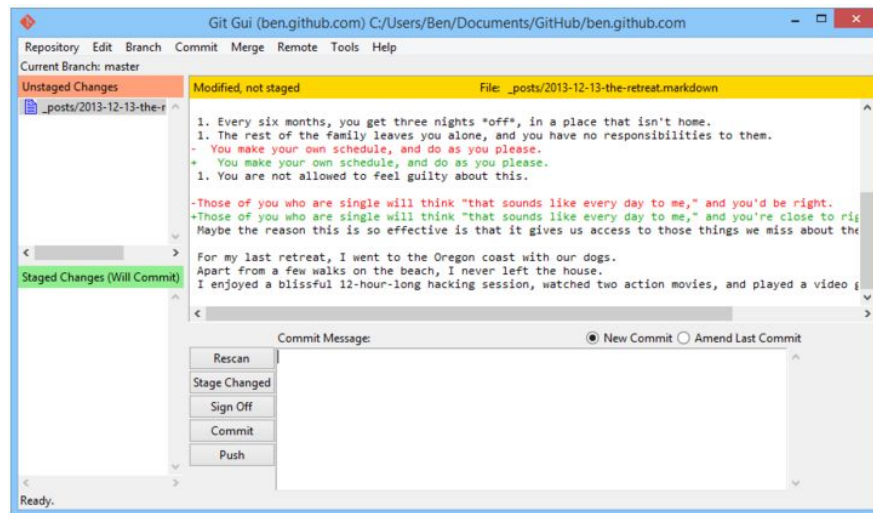 Git Gui (ben.github.com) C:/Users/Ben/Documents/GitHub/ben.github.com
Repository Edit Branch Commit Merge Remote Tools Help
Current Branch: master
Unstaged Changes
_posts/2013-12-13-the-r
Modified, not staged File: _posts/2013-12-13-the-retreat.markdown
1. Every six months, you get three nights *off*, in a place that isn't home.
1. The rest of the family leaves you alone, and you have no responsibilities to them.
-  You make your own schedule, and do as you please.
+   You make your own schedule, and do as you please.
1. You are not allowed to feel guilty about this.
-Those of you who are single will think "that sounds like every day to me," and you'd be right.
+Those of you who are single will think "that sounds like every day to me," and you're close to rig
Maybe the reason this is so effective is that it gives us access to those things we miss about the
For my last retreat, I went to the Oregon coast with our dogs.
Apart from a few walks on the beach, I never left the house.
I enjoyed a blissful 12-hour-long hacking session, watched two action movies, and played a video g
Staged Changes (Will Commit)
Commit Message: New Commit Amend Last Commit
Rescan
Stage Changed
Sign Off
Commit
Push
Ready.